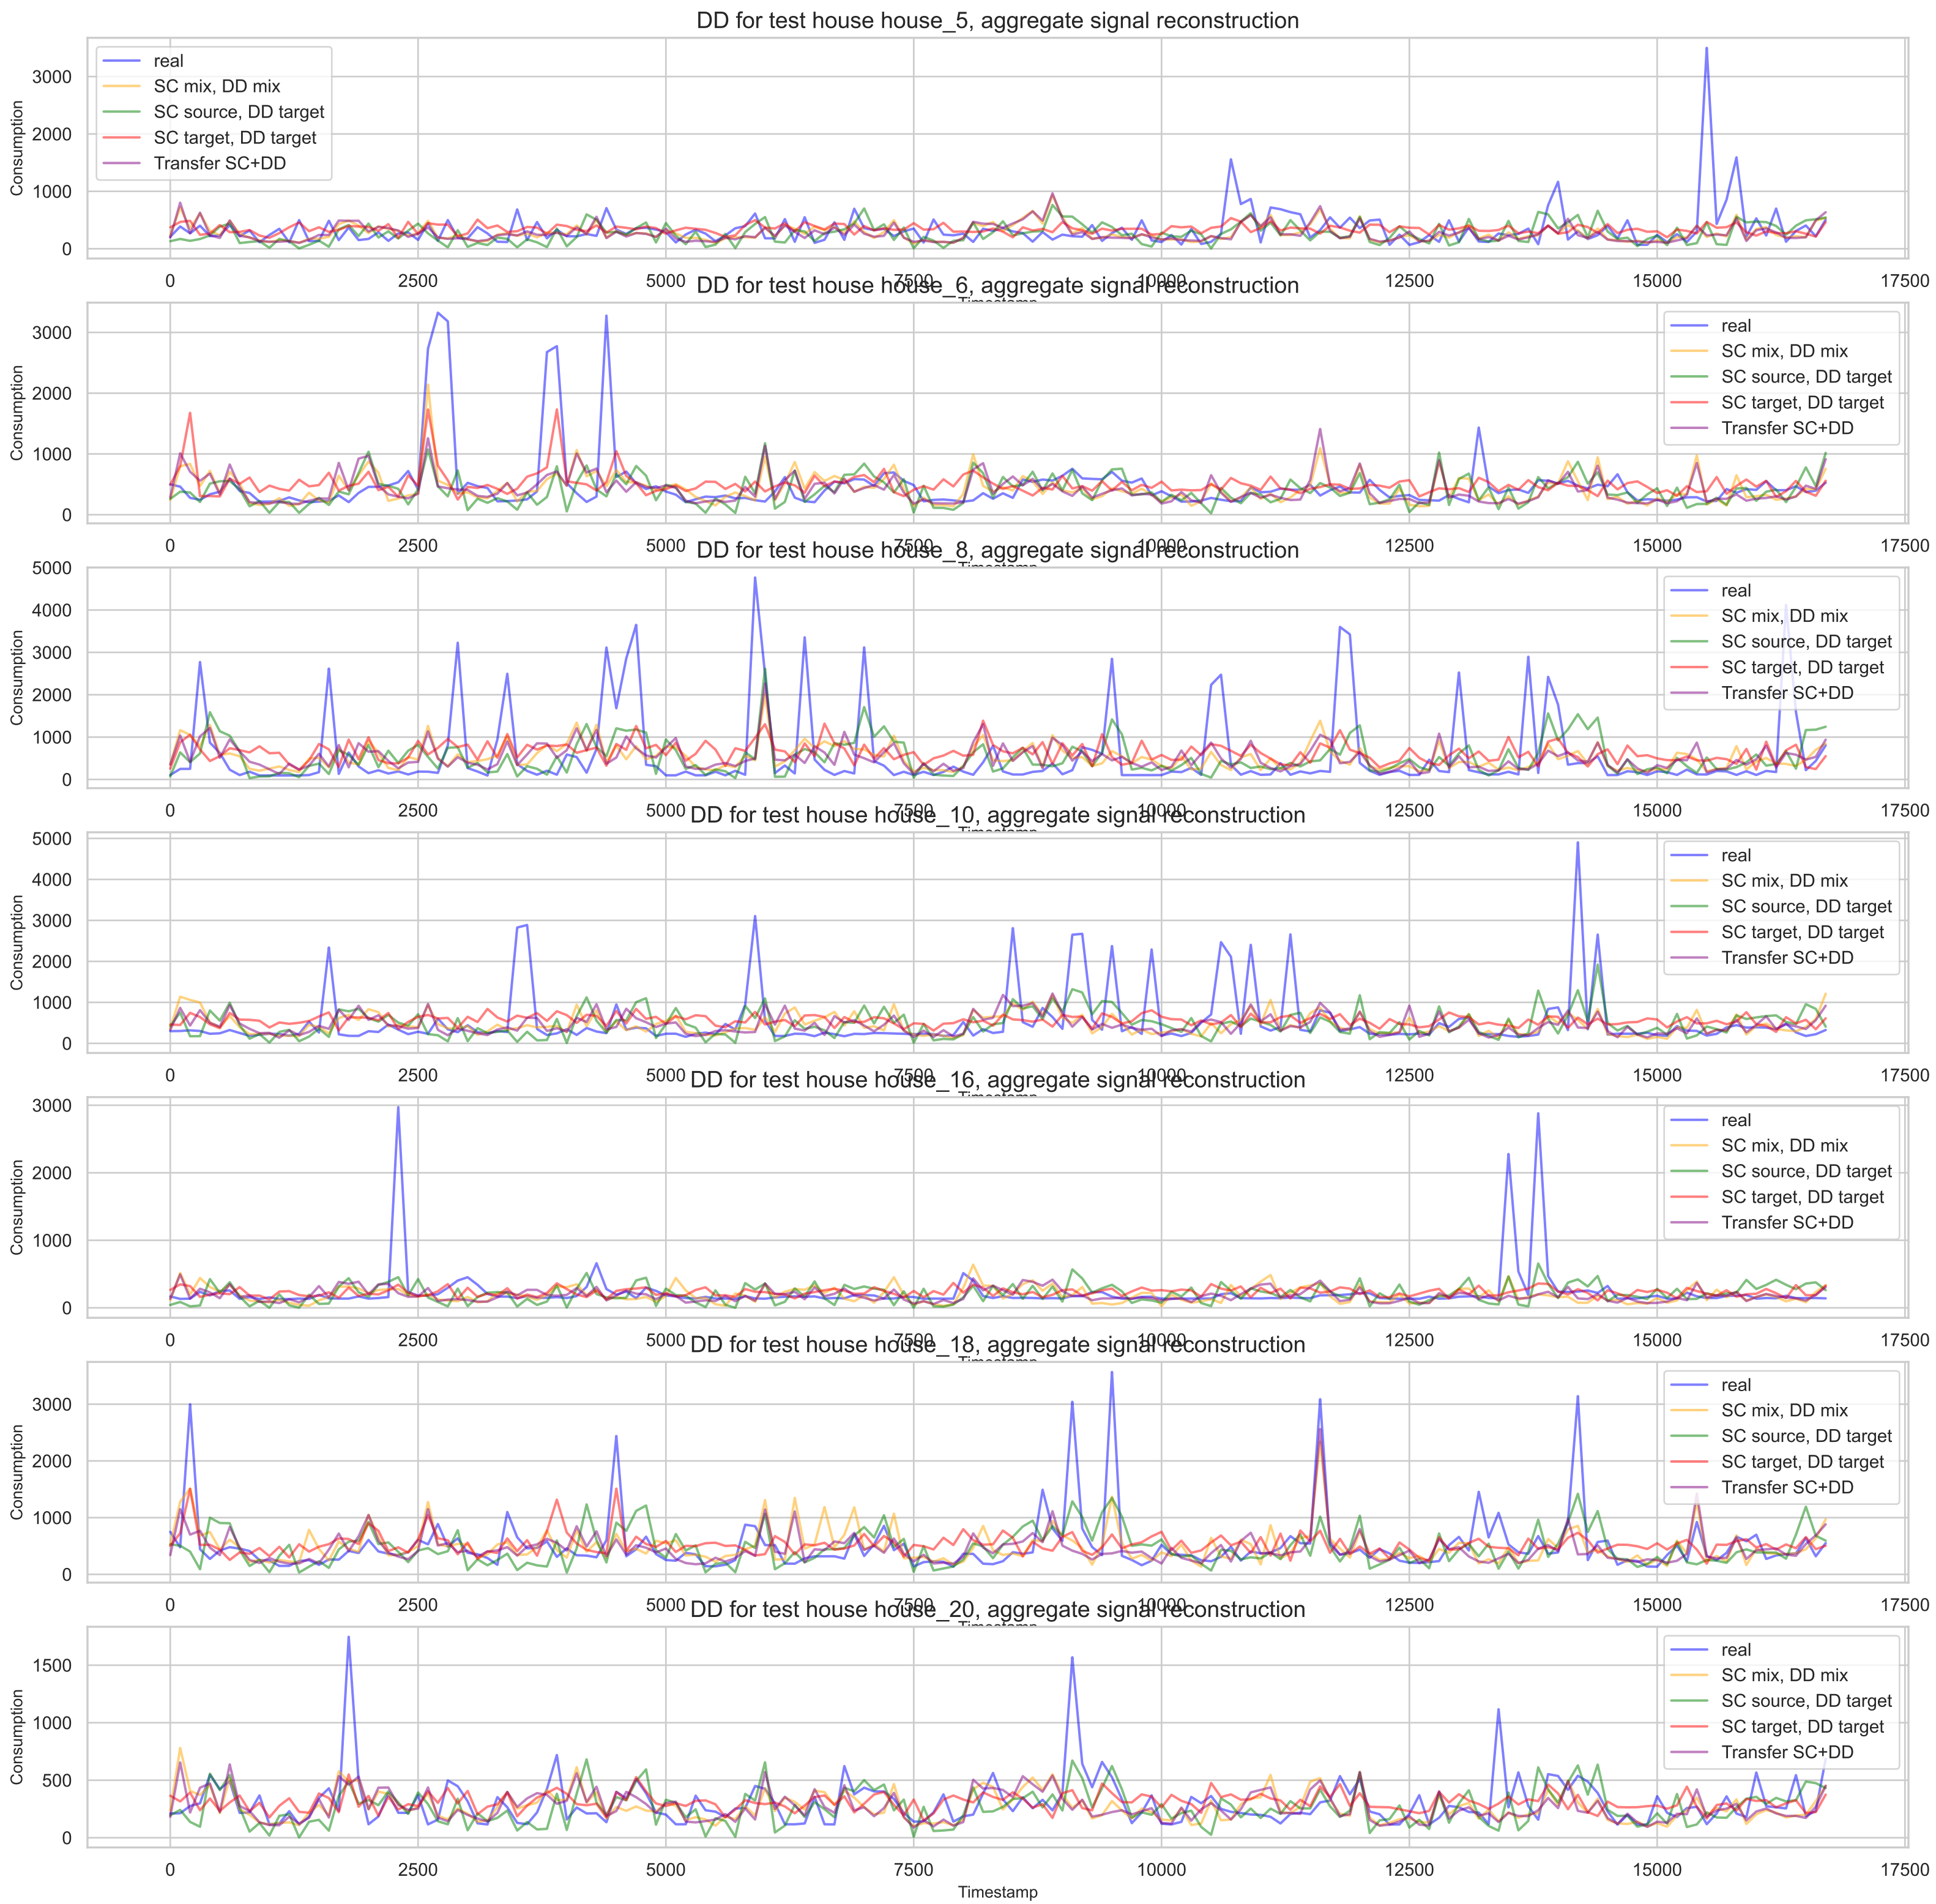 DD for test house house_5, aggregate signal reconstruction
real
SC mix, DD mix
SC source, DD target
SC target, DD target
Transfer SC+DD
Consumption
3000
2000
1000
0
0 2500 5000 7500 10000 12500 15000 17500
Timestamp
DD for test house house_6, aggregate signal reconstruction
real
SC mix, DD mix
SC source, DD target
SC target, DD target
Transfer SC+DD
Consumption
3000
2000
1000
0
0 2500 5000 7500 10000 12500 15000 17500
Timestamp
DD for test house house_8, aggregate signal reconstruction
real
SC mix, DD mix
SC source, DD target
SC target, DD target
Transfer SC+DD
Consumption
5000
4000
3000
2000
1000
0
0 2500 5000 7500 10000 12500 15000 17500
Timestamp
DD for test house house_10, aggregate signal reconstruction
real
SC mix, DD mix
SC source, DD target
SC target, DD target
Transfer SC+DD
Consumption
5000
4000
3000
2000
1000
0
0 2500 5000 7500 10000 12500 15000 17500
Timestamp
DD for test house house_16, aggregate signal reconstruction
real
SC mix, DD mix
SC source, DD target
SC target, DD target
Transfer SC+DD
Consumption
3000
2000
1000
0
0 2500 5000 7500 10000 12500 15000 17500
Timestamp
DD for test house house_18, aggregate signal reconstruction
real
SC mix, DD mix
SC source, DD target
SC target, DD target
Transfer SC+DD
Consumption
3000
2000
1000
0
0 2500 5000 7500 10000 12500 15000 17500
Timestamp
DD for test house house_20, aggregate signal reconstruction
real
SC mix, DD mix
SC source, DD target
SC target, DD target
Transfer SC+DD
Consumption
1500
1000
500
0
0 2500 5000 7500 10000 12500 15000 17500
Timestamp